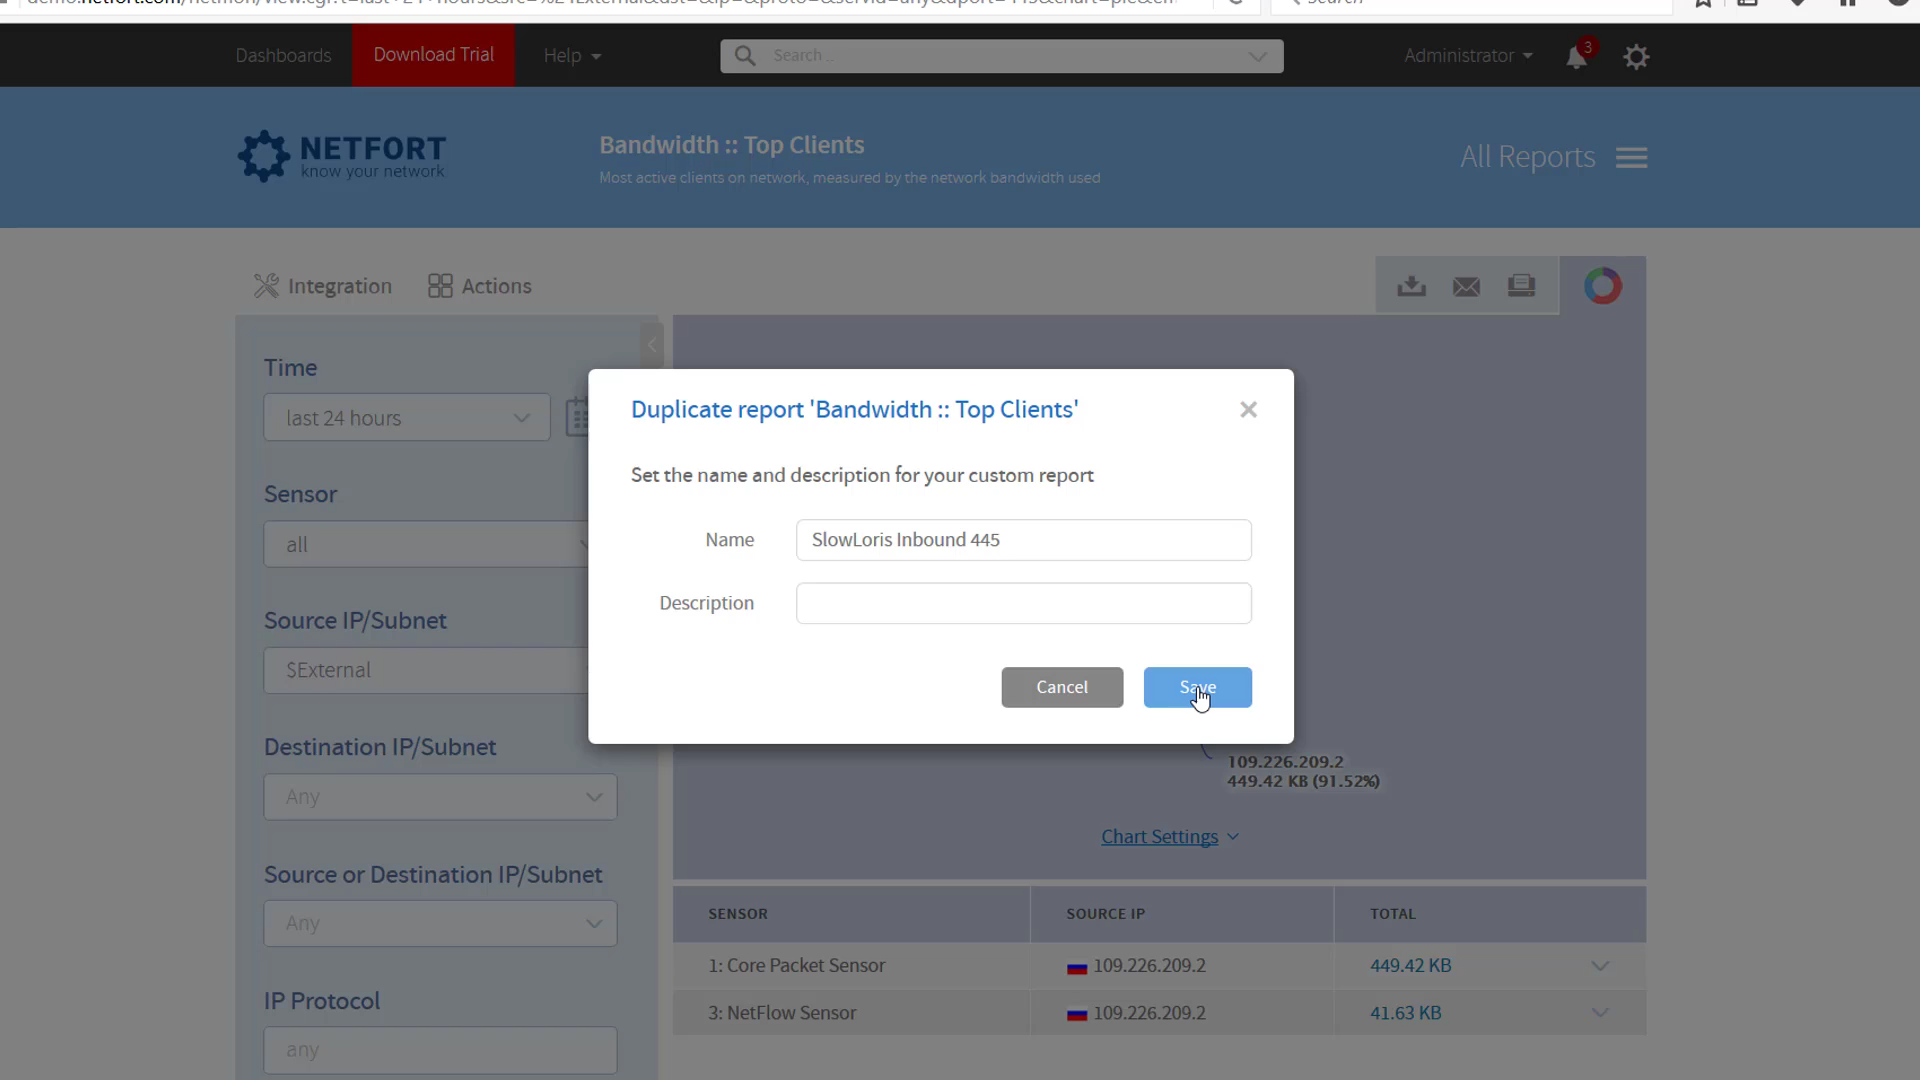 Dashboards
Download Trial
Help
Search ..
Administrator
3
NETFORT
know your network
Bandwidth :: Top Clients
Most active clients on network, measured by the network bandwidth used
All Reports
Integration
Actions
Time
last 24 hours
Sensor
all
Source IP/Subnet
$External
Destination IP/Subnet
Any
Source or Destination IP/Subnet
Any
IP Protocol
any
Duplicate report 'Bandwidth :: Top Clients'
Set the name and description for your custom report
Name
SlowLoris Inbound 445
Description
Cancel
Save
109.226.209.2
449.42 KB (91.52%)
Chart Settings
SENSOR SOURCE IP TOTAL
1: Core Packet Sensor 109.226.209.2 449.42 KB
3: NetFlow Sensor 109.226.209.2 41.63 KB